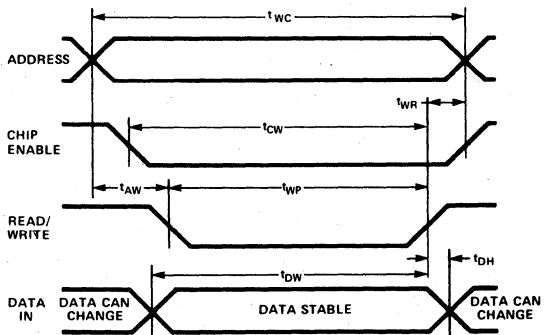 tWC
ADDRESS
tWR
CHIP
ENABLE
tCW
tAW
tWP
READ/
WRITE
tDH
tDW
DATA
IN
DATA CAN
CHANGE
DATA STABLE
DATA CAN
CHANGE